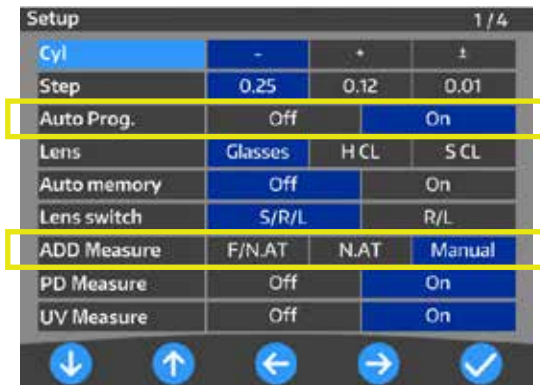 Setup 1/4
Cyl - + ±
Step 0.25 0.12 0.01
Auto Prog. Off On
Lens Glasses H CL S CL
Auto memory Off On
Lens switch S/R/L R/L
ADD Measure F/N.AT N.AT Manual
PD Measure Off On
UV Measure Off On